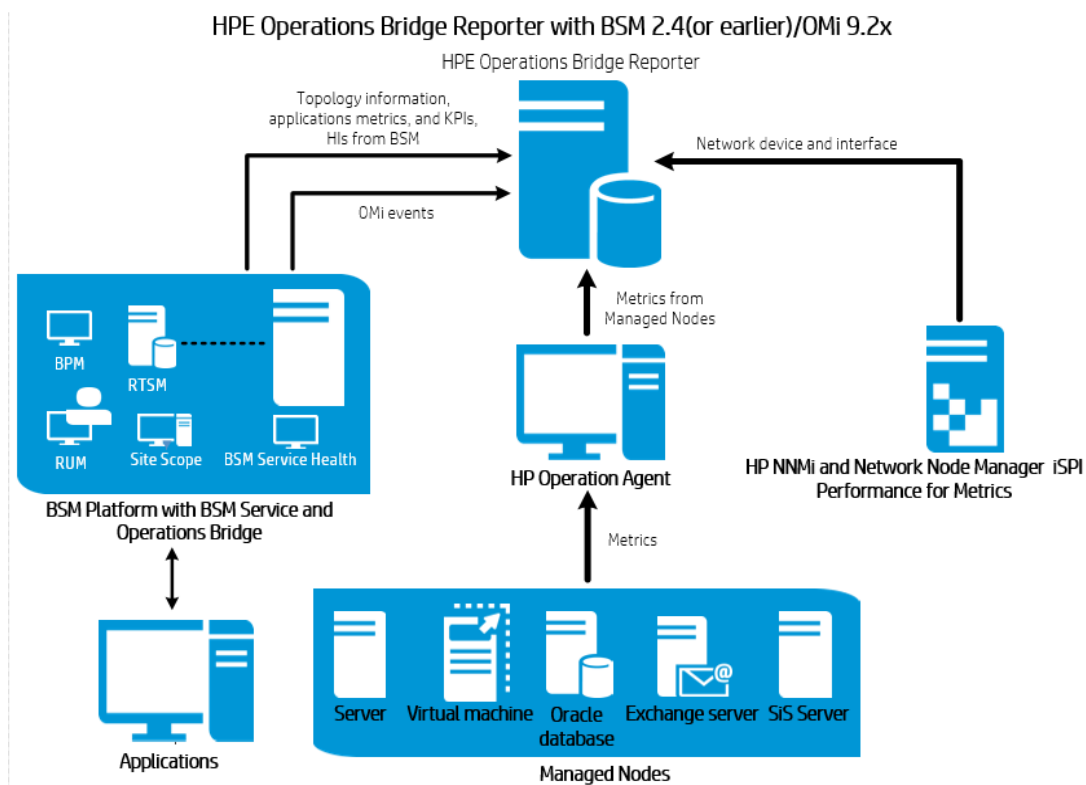 HPE Operations Bridge Reporter with BSM 2.4(or earlier)/OMi 9.2x
HPE Operations Bridge Reporter
Topology information,
applications metrics, and KPIs,
HIs from BSM
Network device and interface
OMi events
Metrics from
Managed Nodes
BPM
RTSM
RUM
Site Scope
BSM Service Health
BSM Platform with BSM Service and
Operations Bridge
HP Operation Agent
HP NNMi and Network Node Manager iSPI
Performance for Metrics
Metrics
Applications
Server
Virtual machine
Oracle
database
Exchange server
SiS Server
@
Managed Nodes